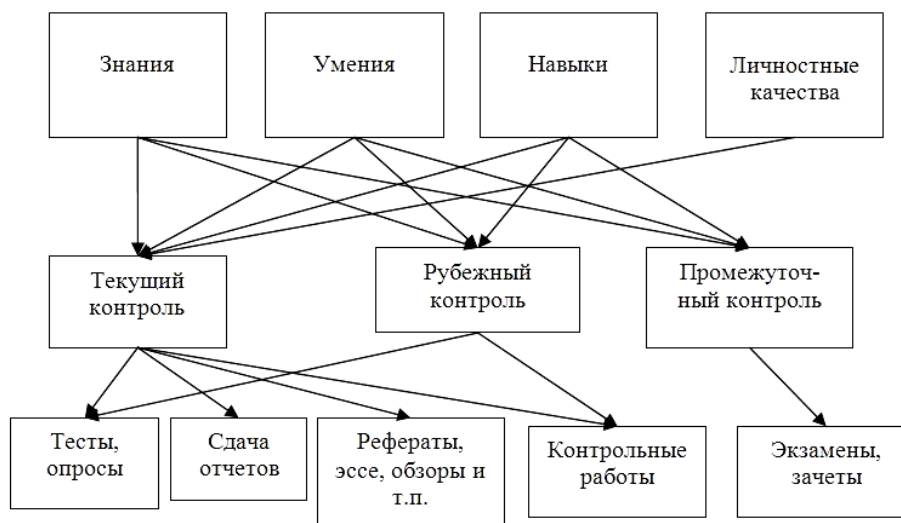 Знания
Умения
Навыки
Личностные
качества
Текущий
контроль
Рубежный
контроль
Промежуточ-
ный контроль
Тесты,
опросы
Сдача
отчетов
Рефераты,
эссе, обзоры и
т.п.
Контрольные
работы
Экзамены,
зачеты